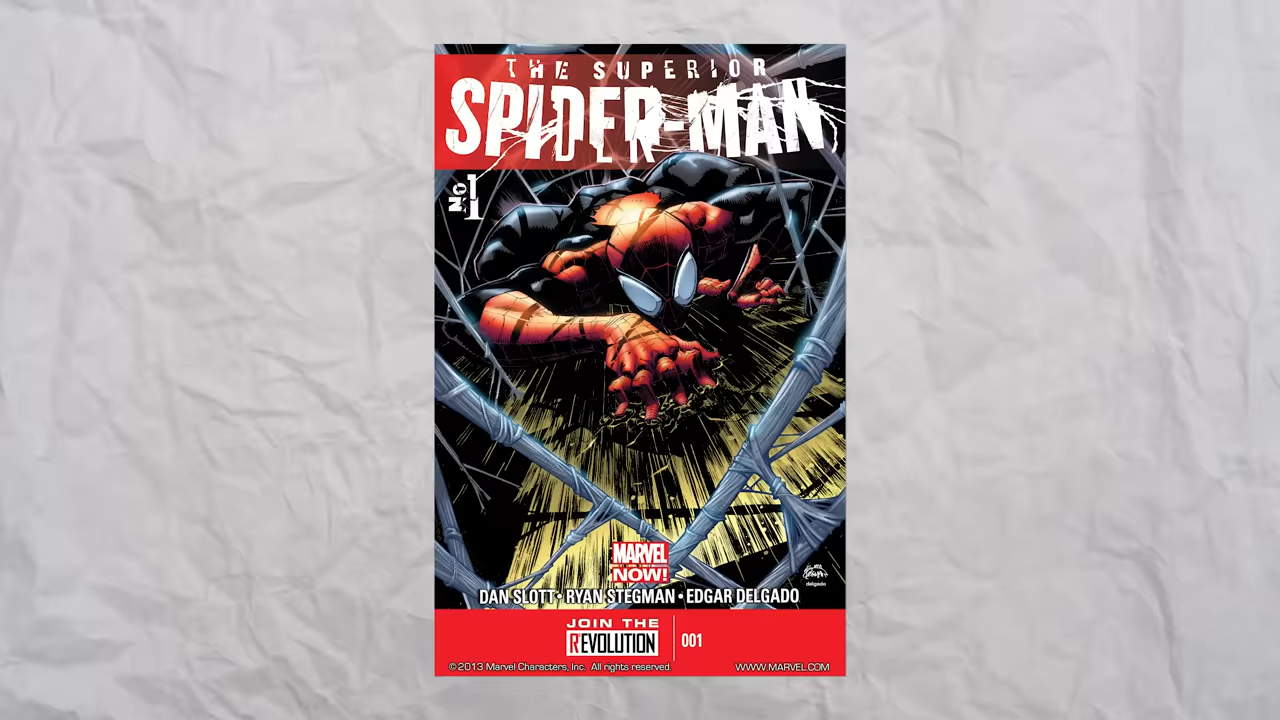 THE SUPERIOR
SPIDER-MAN
No 1
MARVEL
NOW!
DAN SLOTT • RYAN STEGMAN • EDGAR DELGADO
delgado
JOIN THE
REVOLUTION
001
©2013 Marvel Characters, Inc. All rights reserved.
WWW.MARVEL.COM